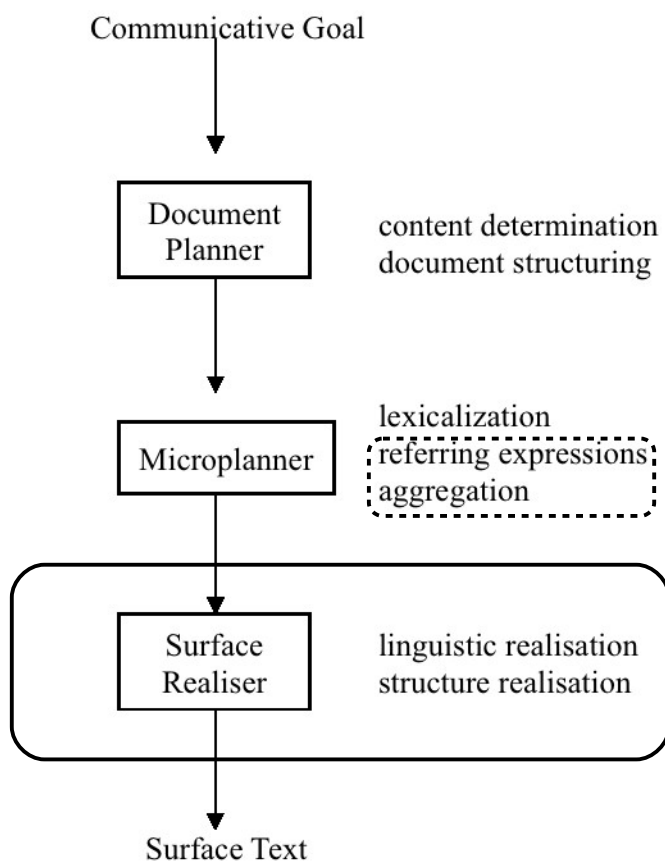 Communicative Goal
Document
Planner
content determination
document structuring
Microplanner
lexicalization
referring expressions
aggregation
Surface
Realiser
linguistic realisation
structure realisation
Surface Text